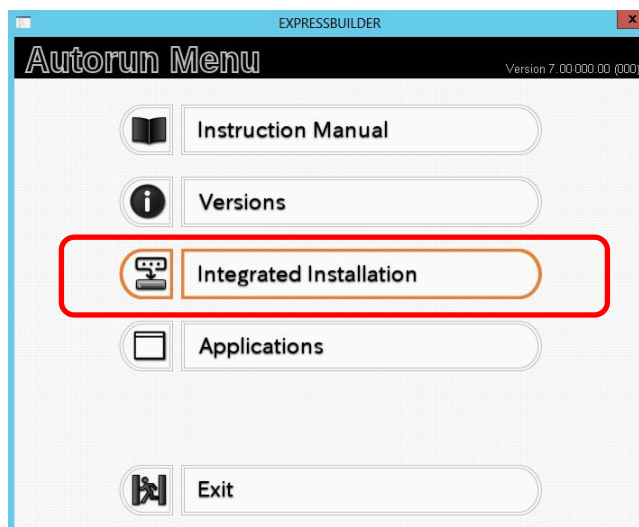 EXPRESSBUILDER
x
Autorun Menu
Version 7.00-000.00 (000)
Instruction Manual
Versions
Integrated Installation
Applications
Exit